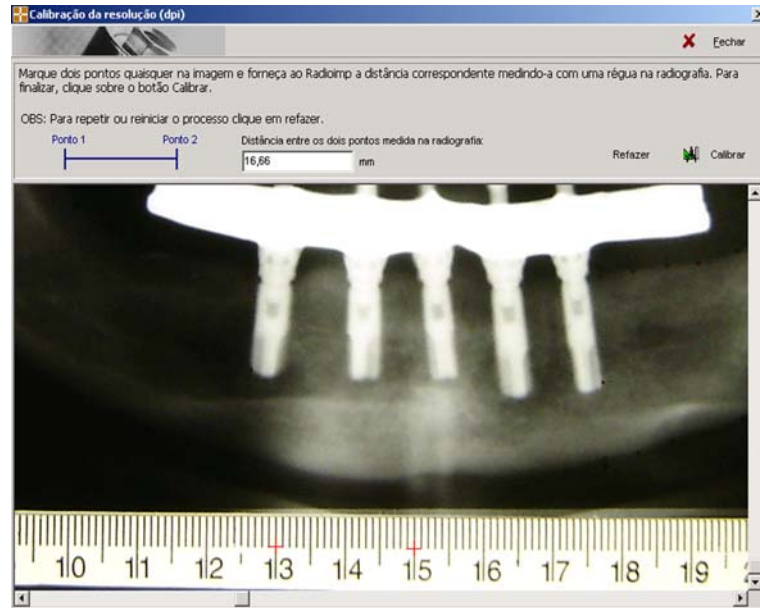 Calibração da resolução (dpi)
Fechar
Marque dois pontos quaisquer na imagem e forneça ao Radioimp a distância correspondente medindo-a com uma régua na radiografia. Para
finalizar, clique sobre o botão Calibrar.
OBS: Para repetir ou reiniciar o processo clique em refazer.
Ponto 1 Ponto 2 Distância entre os dois pontos medida na radiografia:
16,66 mm Refazer Calibrar
10 11 12 13 14 15 16 17 18 19